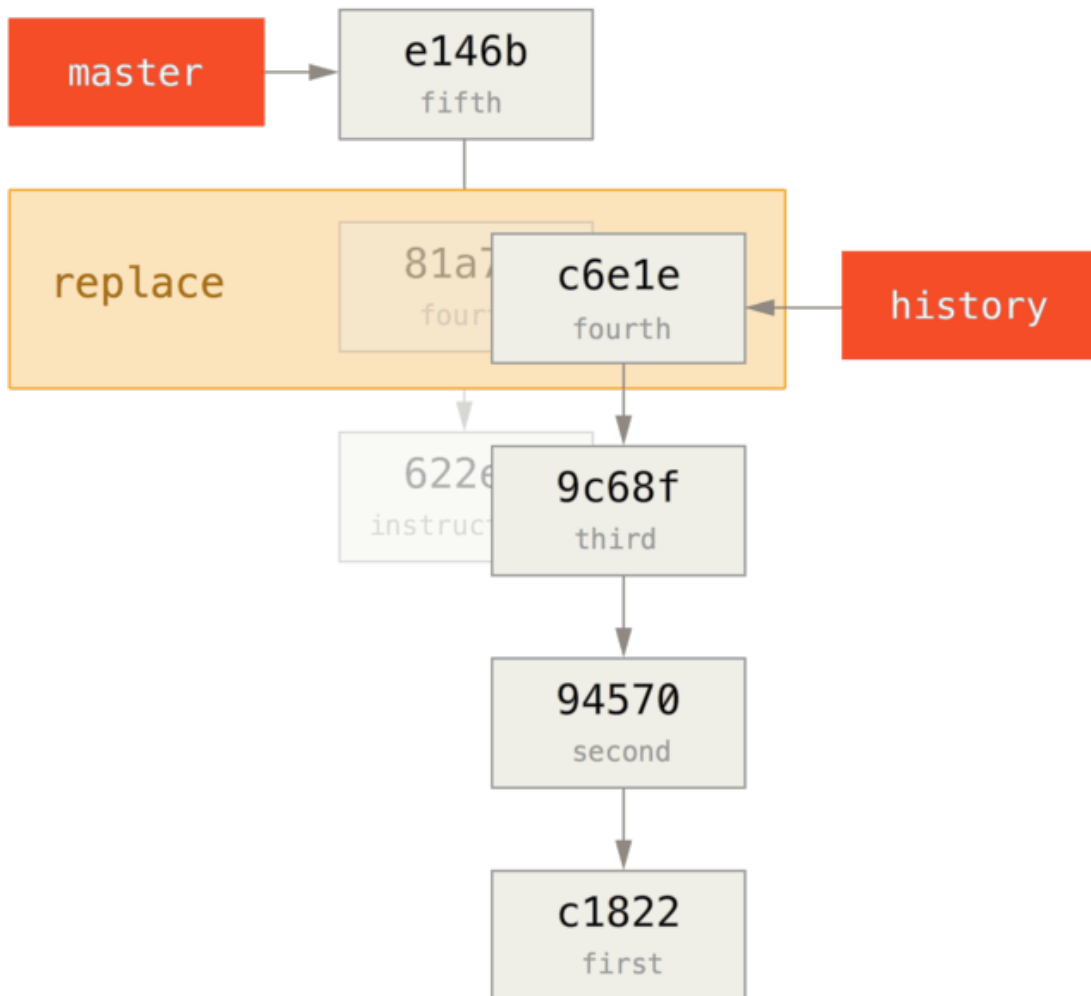 master
e146b
fifth
replace
c6e1e
fourth
history
9c68f
third
94570
second
c1822
first